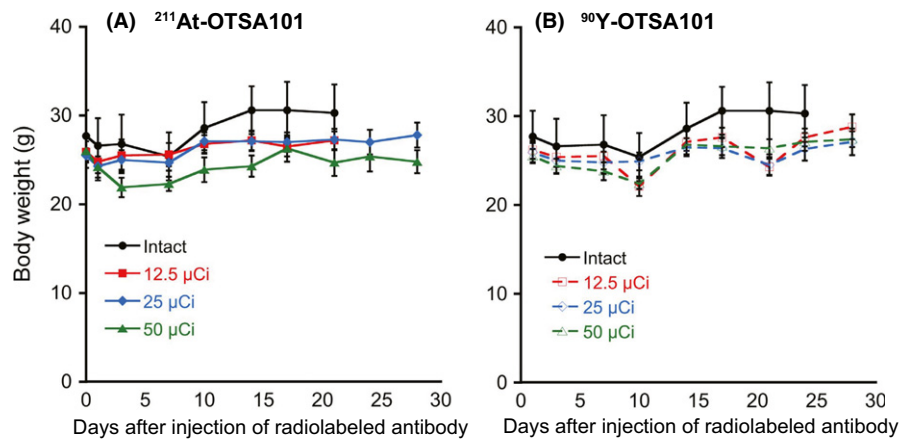 (A) ²¹¹At-OTSA101
40
30
20
10
0
Body weight (g)
Intact
12.5 µCi
25 µCi
50 µCi
0 5 10 15 20 25 30
Days after injection of radiolabeled antibody
(B) ⁹⁰Y-OTSA101
40
30
20
10
0
Intact
12.5 µCi
25 µCi
50 µCi
0 5 10 15 20 25 30
Days after injection of radiolabeled antibody